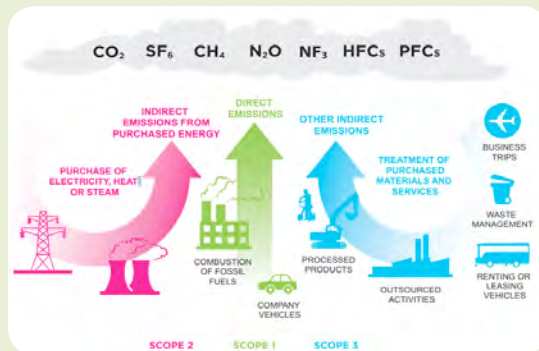 CO₂ SF₆ CH₄ N₂O NF₃ HFCs PFCs
INDIRECT
EMISSIONS FROM
PURCHASED ENERGY
DIRECT
EMISSIONS
OTHER INDIRECT
EMISSIONS
PURCHASE OF
ELECTRICITY, HEAT
OR STEAM
TREATMENT OF
PURCHASED
MATERIALS AND
SERVICES
BUSINESS
TRIPS
COMBUSTION
OF FOSSIL
FUELS
PROCESSED
PRODUCTS
WASTE
MANAGEMENT
COMPANY
VEHICLES
OUTSOURCED
ACTIVITIES
RENTING OR
LEASING
VEHICLES
SCOPE 2 SCOPE 1 SCOPE 3